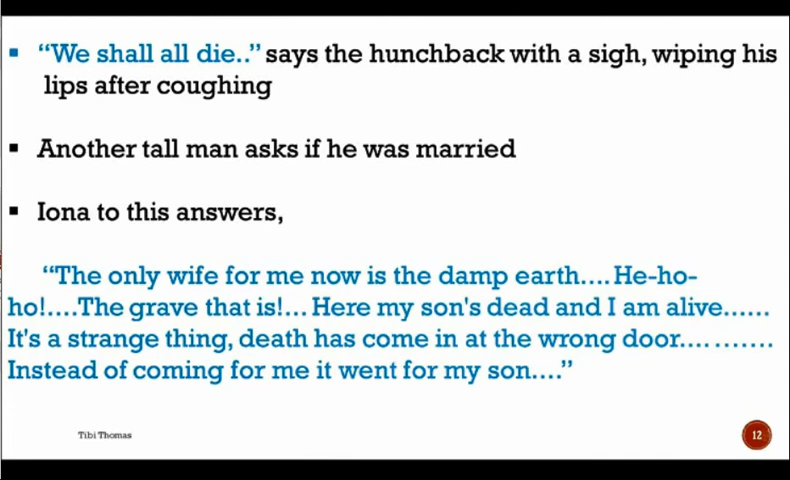 “We shall all die..” says the hunchback with a sigh, wiping his
lips after coughing
Another tall man asks if he was married
Iona to this answers,
“The only wife for me now is the damp earth.... He-ho-
ho!....The grave that is!... Here my son's dead and I am alive......
It's a strange thing, death has come in at the wrong door...........
Instead of coming for me it went for my son....”
Tibi Thomas
12